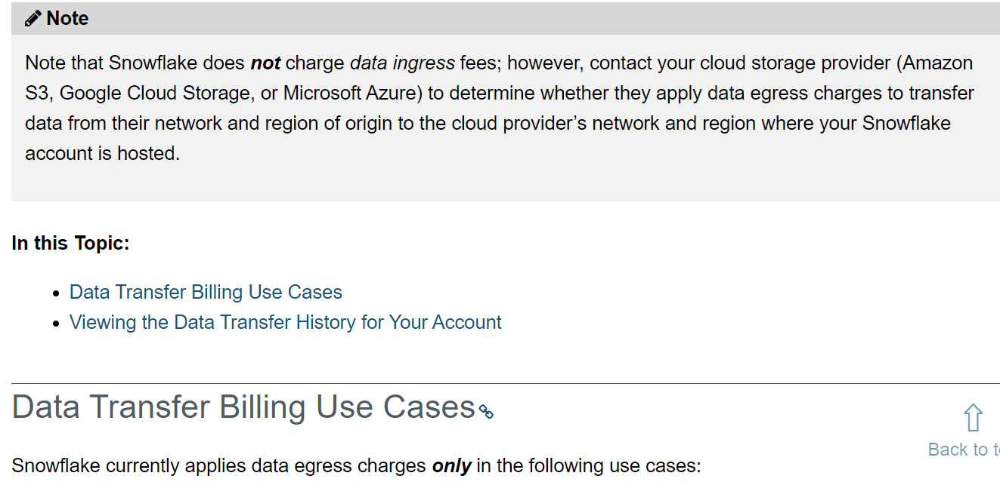 Note
Note that Snowflake does not charge data ingress fees; however, contact your cloud storage provider (Amazon
S3, Google Cloud Storage, or Microsoft Azure) to determine whether they apply data egress charges to transfer
data from their network and region of origin to the cloud provider’s network and region where your Snowflake
account is hosted.
In this Topic:
Data Transfer Billing Use Cases
Viewing the Data Transfer History for Your Account
Data Transfer Billing Use Cases
Back to
Snowflake currently applies data egress charges only in the following use cases: